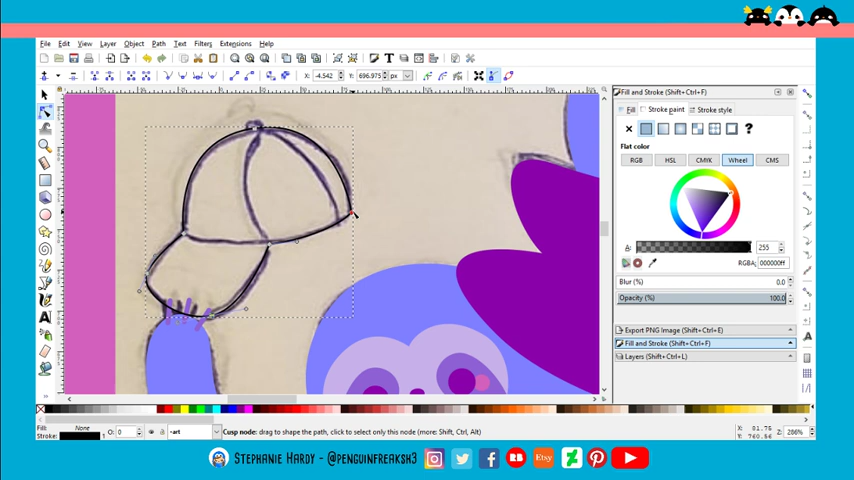 File Edit View Layer Object Path Text Filters Extensions Help
X: -4.542 Y: 696.975 px
Fill and Stroke (Shift+Ctrl+F)
Fill Stroke paint Stroke style
Flat color
RGB HSL CMYK Wheel CMS
A: 255
RGBA: 000000ff
Blur (%) 0.0
Opacity (%) 100.0
Export PNG Image (Shift+Ctrl+E)
Fill and Stroke (Shift+Ctrl+F)
Layers (Shift+Ctrl+L)
Fill: None
Stroke: 1 O: 0 -art Cusp node: drag to shape the path, click to select only this node (more: Shift, Ctrl, Alt)
X: 81.75
Y: 760.56
Z: 286%
Stephanie Hardy - @penguinfreaksh3 Etsy